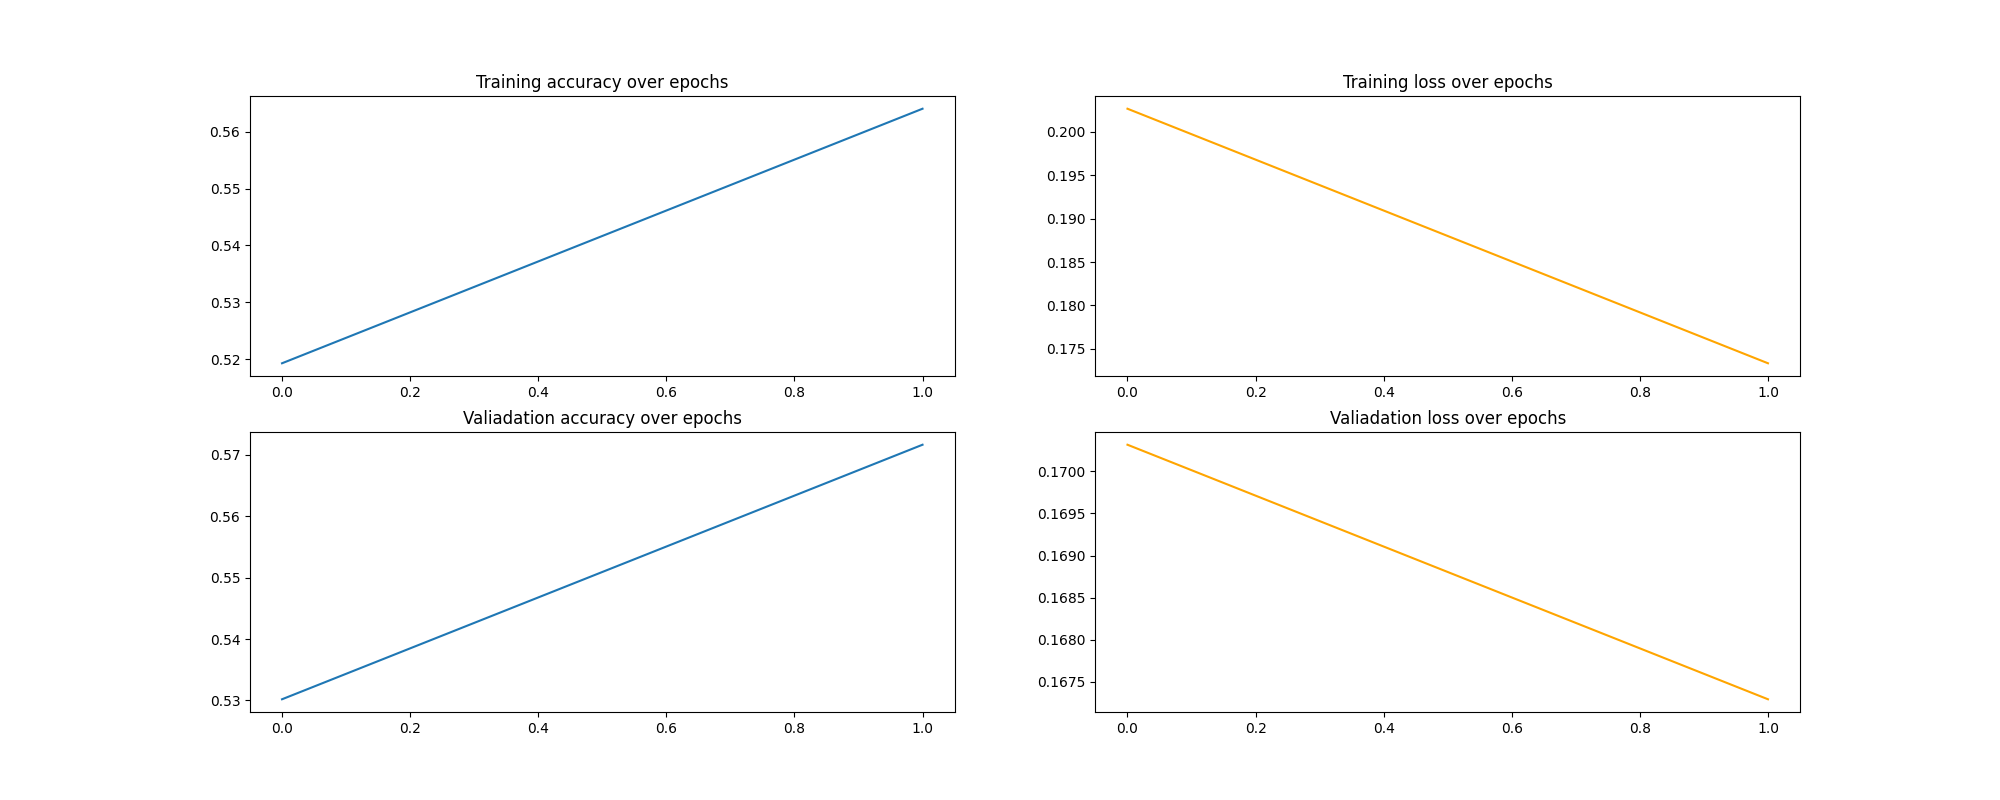 Training accuracy over epochs
0.56
0.55
0.54
0.53
0.52
0.0 0.2 0.4 0.6 0.8 1.0
Training loss over epochs
0.200
0.195
0.190
0.185
0.180
0.175
0.0 0.2 0.4 0.6 0.8 1.0
Valiadation accuracy over epochs
0.57
0.56
0.55
0.54
0.53
0.0 0.2 0.4 0.6 0.8 1.0
Valiadation loss over epochs
0.1700
0.1695
0.1690
0.1685
0.1680
0.1675
0.0 0.2 0.4 0.6 0.8 1.0